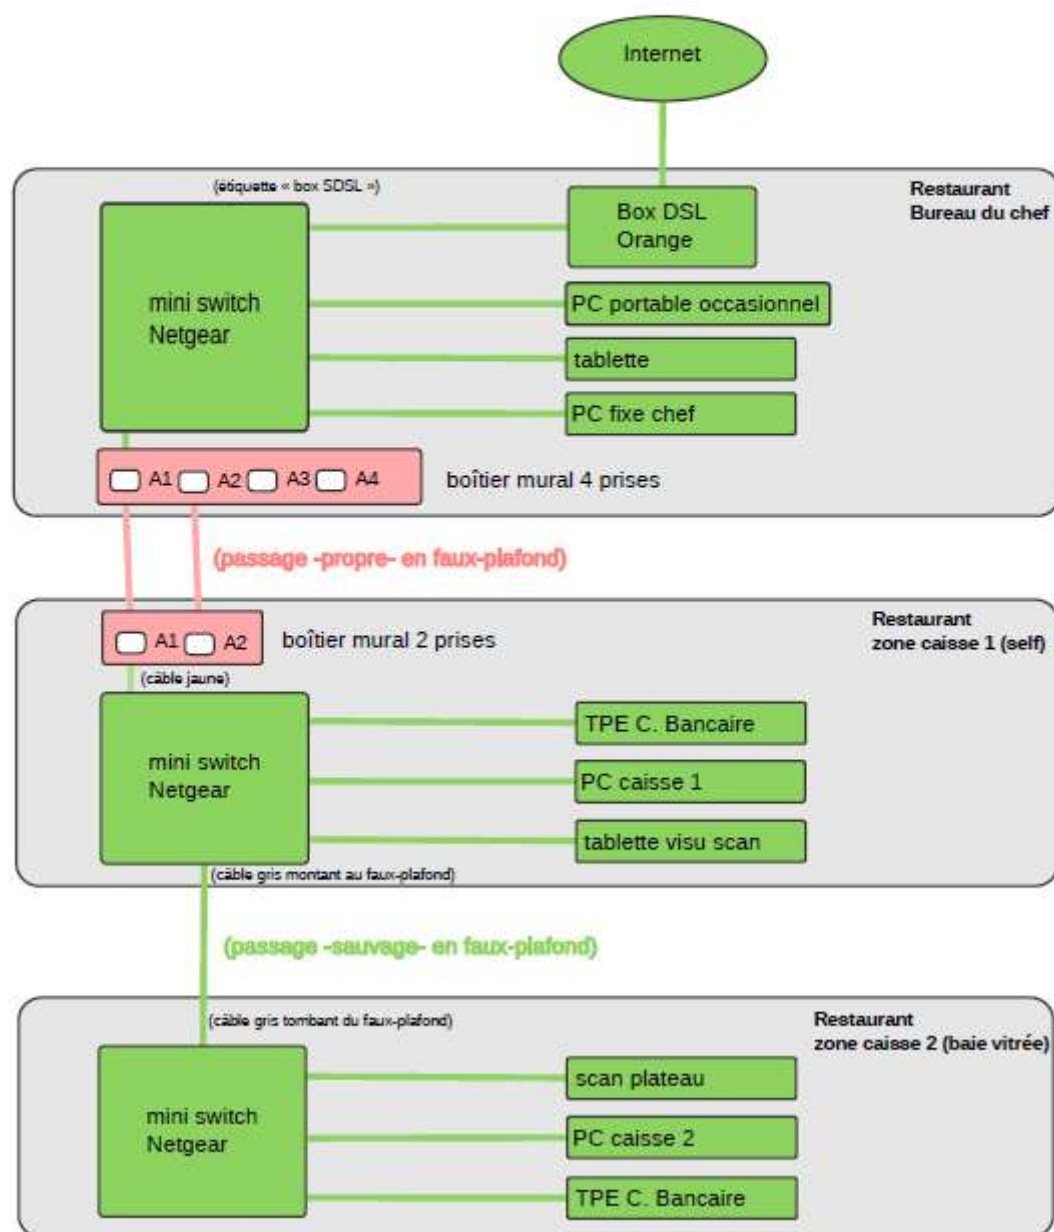 Internet
(étiquette « box SDSL »)
Restaurant
Bureau du chef
Box DSL
Orange
mini switch
Netgear
PC portable occasionnel
tablette
PC fixe chef
A1 A2 A3 A4
boîtier mural 4 prises
(passage -propre- en faux-plafond)
Restaurant
zone caisse 1 (self)
A1 A2
boîtier mural 2 prises
(câble jaune)
mini switch
Netgear
TPE C. Bancaire
PC caisse 1
tablette visu scan
(câble gris montant au faux-plafond)
(passage -sauvage- en faux-plafond)
Restaurant
zone caisse 2 (baie vitrée)
(câble gris tombant du faux-plafond)
mini switch
Netgear
scan plateau
PC caisse 2
TPE C. Bancaire